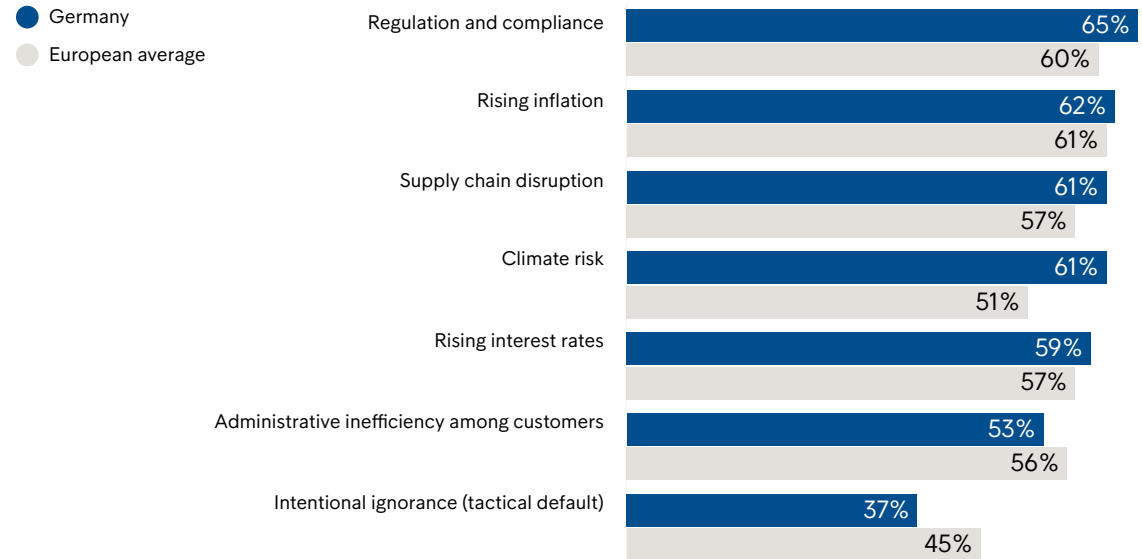 Germany
European average
Regulation and compliance
65%
60%
Rising inflation
62%
61%
Supply chain disruption
61%
57%
Climate risk
61%
51%
Rising interest rates
59%
57%
Administrative inefficiency among customers
53%
56%
Intentional ignorance (tactical default)
37%
45%